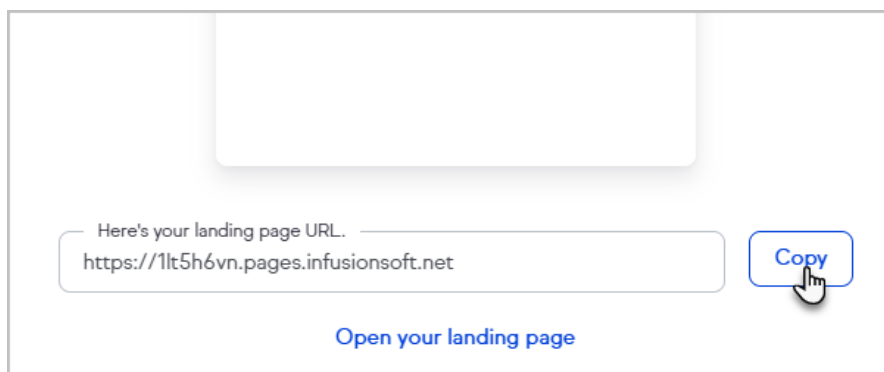 Here's your landing page URL.
https://1lt5h6vn.pages.infusionsoft.net
Copy
Open your landing page